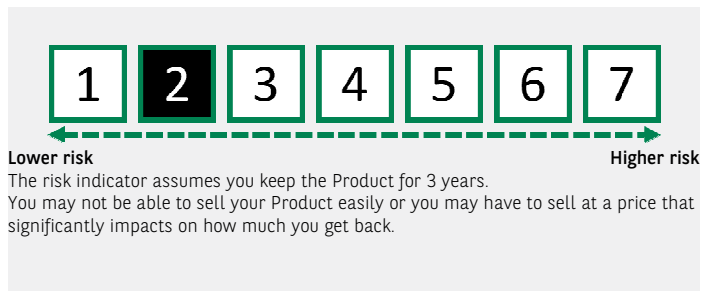 1 2 3 4 5 6 7
Lower risk Higher risk
The risk indicator assumes you keep the Product for 3 years.
You may not be able to sell your Product easily or you may have to sell at a price that
significantly impacts on how much you get back.